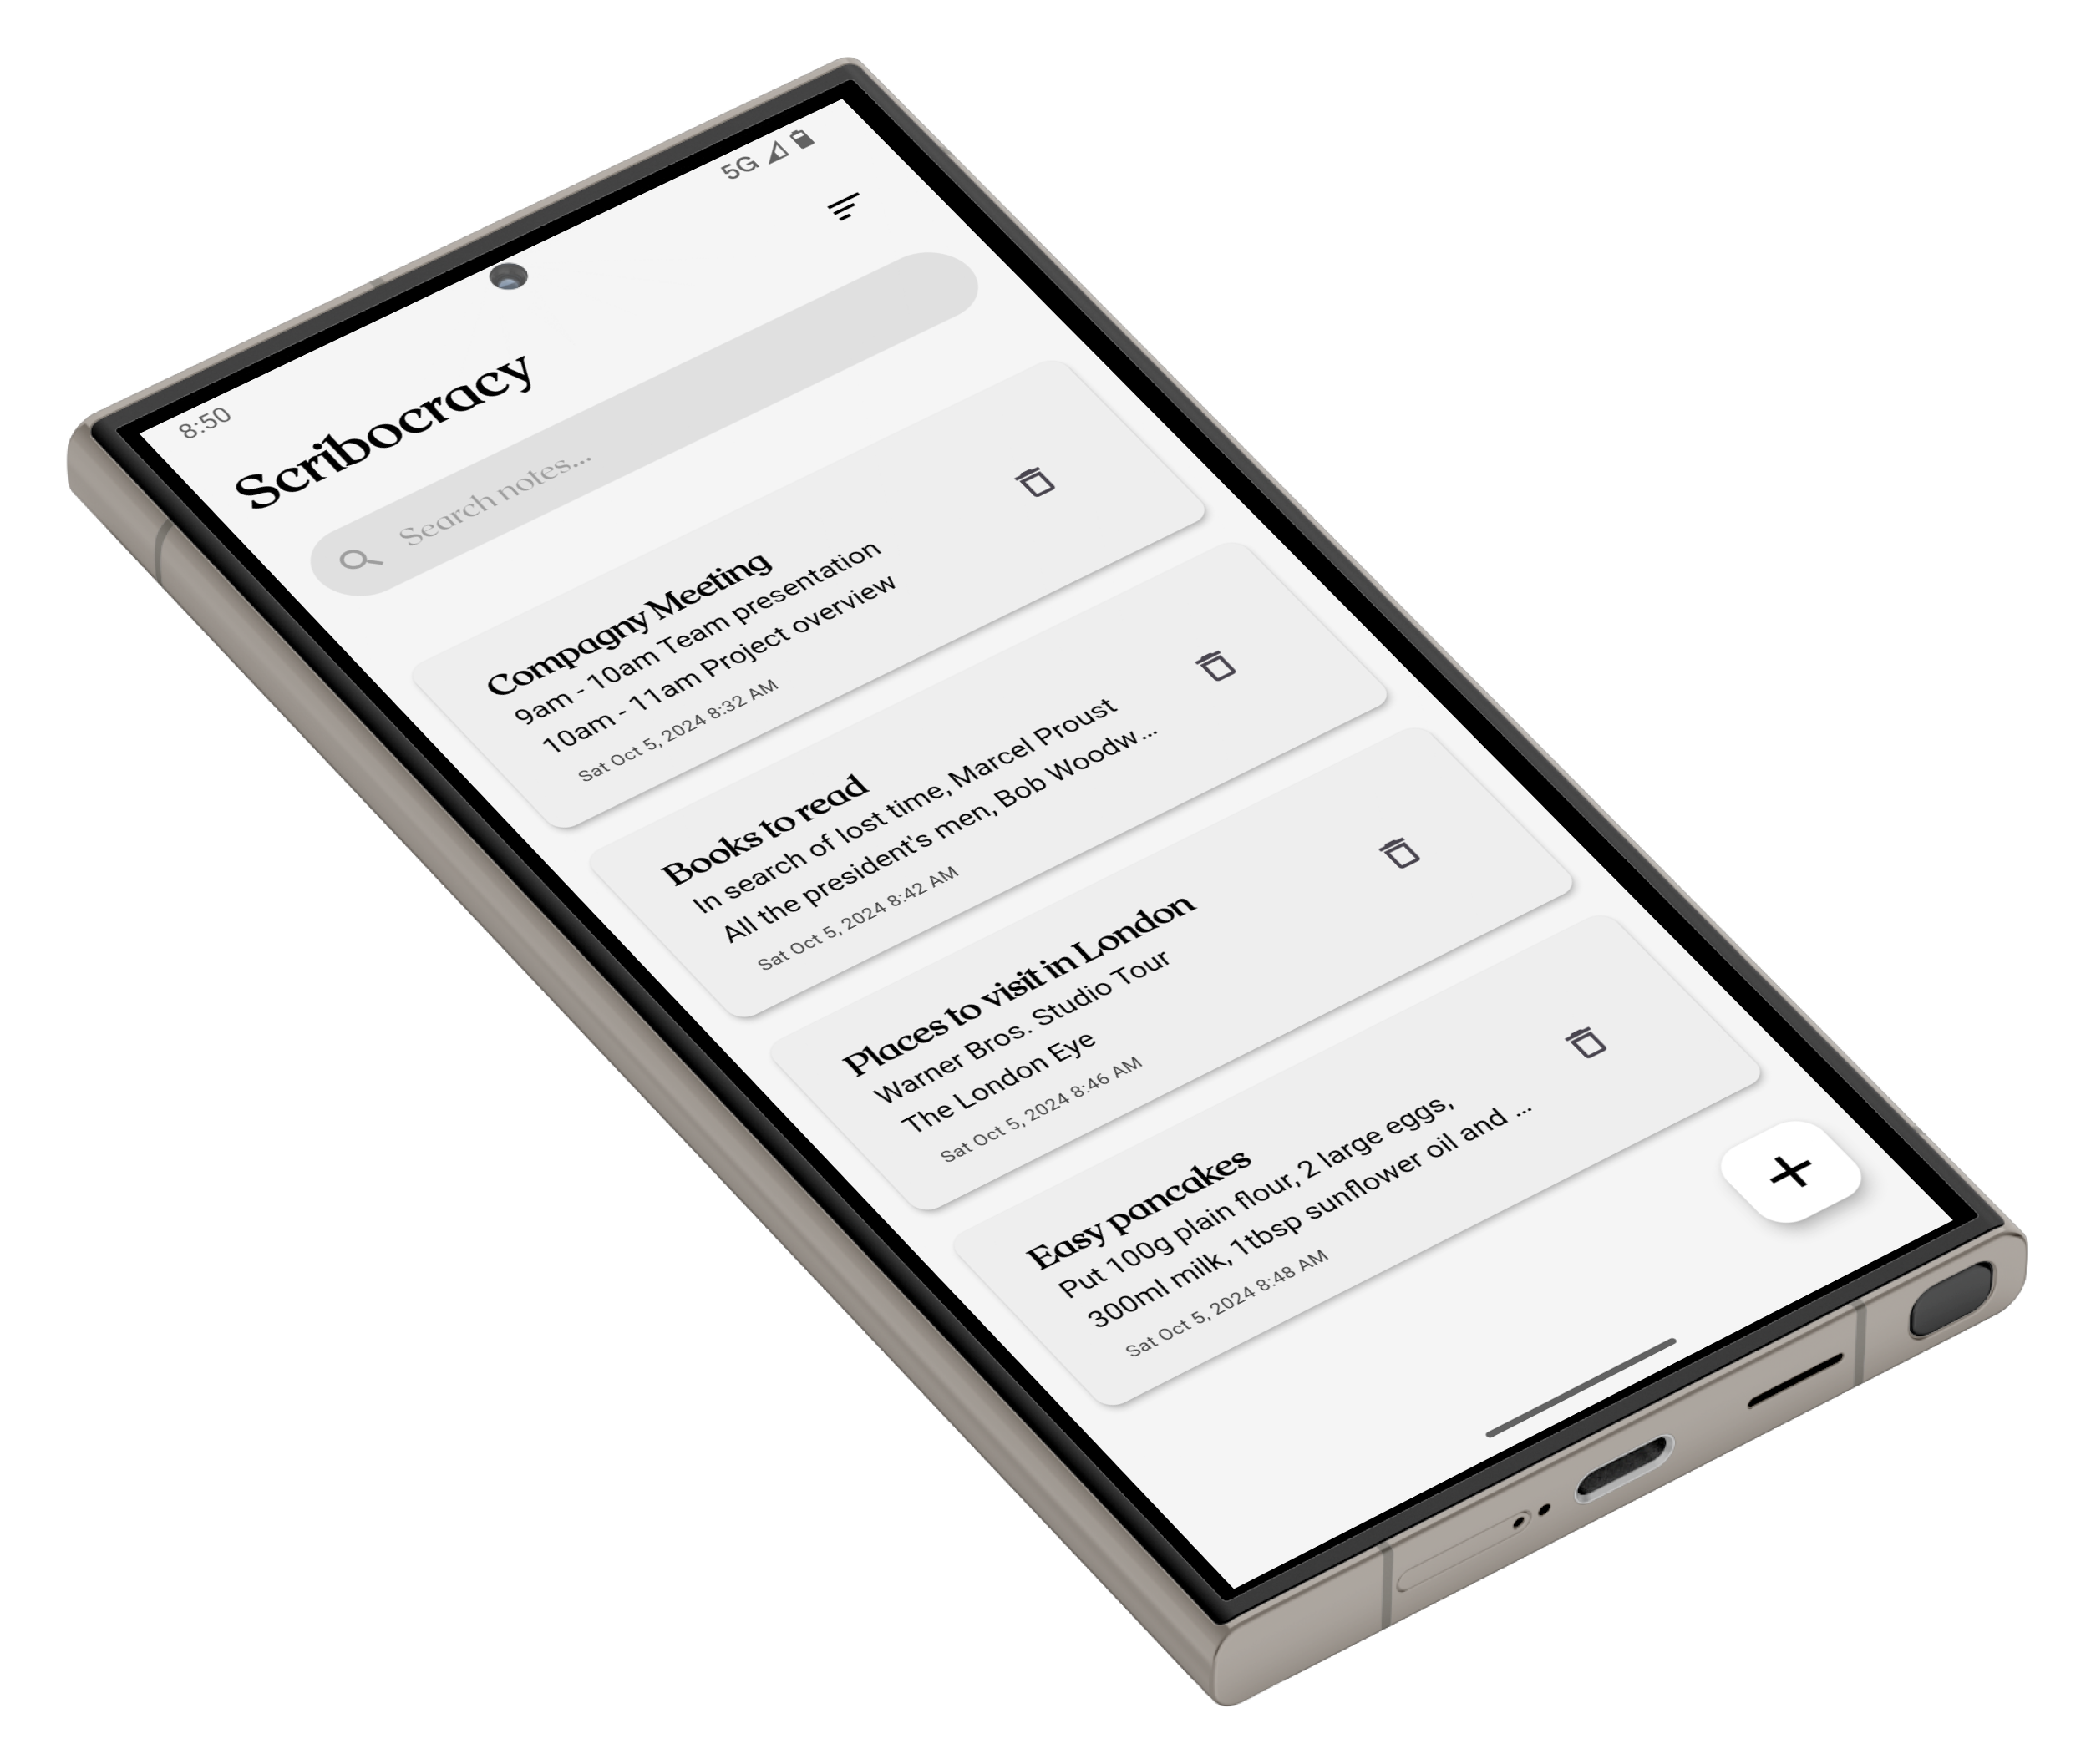 8:50
5G
Scribocracy
Search notes...
Compagny Meeting
9am - 10am Team presentation
10am - 11am Project overview
Sat Oct 5, 2024 8:32 AM
Books to read
In search of lost time, Marcel Proust
All the president's men, Bob Woodw...
Sat Oct 5, 2024 8:42 AM
Places to visit in London
Warner Bros. Studio Tour
The London Eye
Sat Oct 5, 2024 8:46 AM
Easy pancakes
Put 100g plain flour, 2 large eggs,
300ml milk, 1tbsp sunflower oil and ...
Sat Oct 5, 2024 8:48 AM